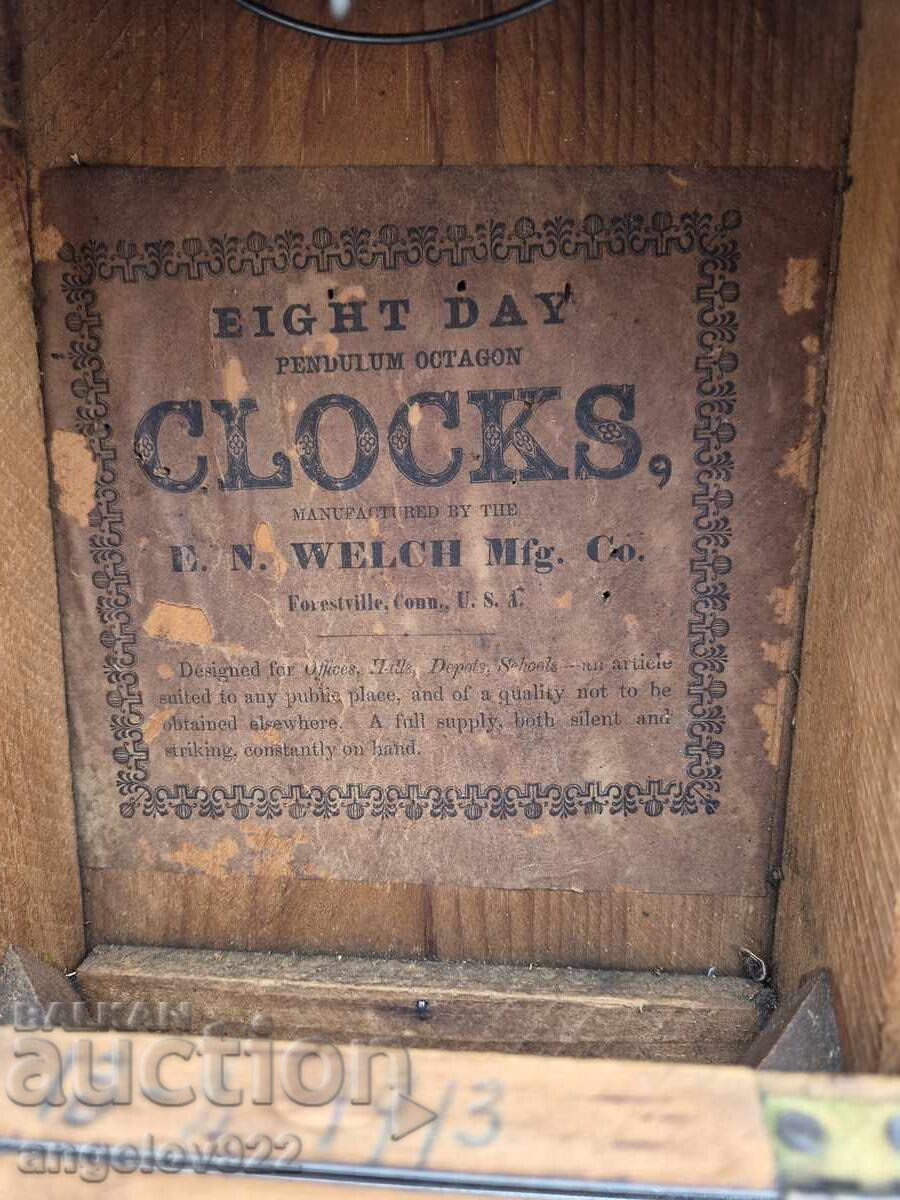 EIGHT DAY
PENDULUM OCTAGON
CLOCKS,
MANUFACTURED BY THE
E. N. WELCH Mfg. Co.
Forestville, Conn., U. S. A.
Designed for Offices, Halls, Depots, Schools—an article
suited to any public place, and of a quality not to be
obtained elsewhere. A full supply, both silent and
striking, constantly on hand.
BALKAN
auction
angelov922